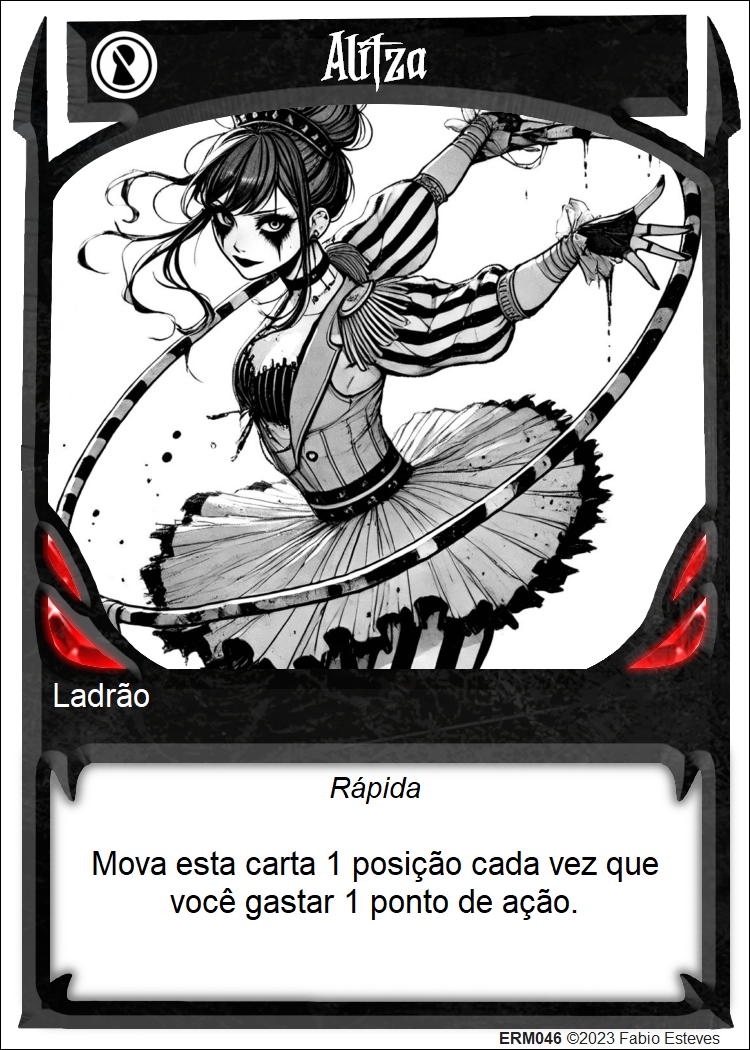 Alitza
Ladrão
Rápida
Mova esta carta 1 posição cada vez que
você gastar 1 ponto de ação.
ERM046 ©2023 Fabio Esteves